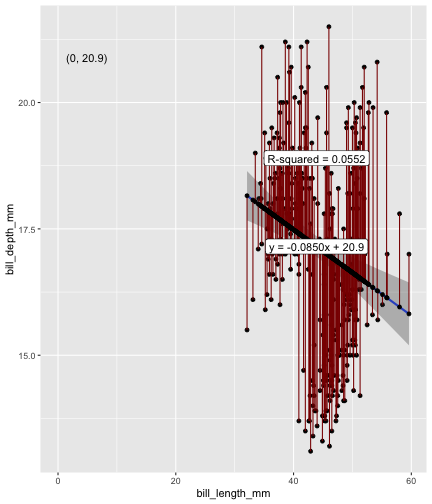 (0, 20.9)
20.0
R-squared = 0.0552
17.5
y = -0.0850x + 20.9
15.0
bill_depth_mm
0 20 40 60
bill_length_mm